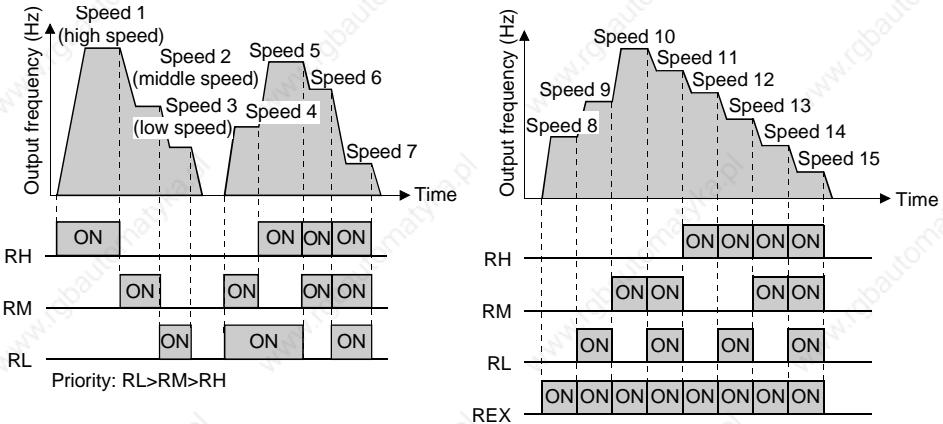 Output frequency (Hz)
Speed 1
(high speed)
Speed 2
(middle speed)
Speed 3
(low speed)
Speed 4
Speed 5
Speed 6
Speed 7
Time
RH
ON
ON
ON
ON
RM
ON
ON
ON
ON
RL
ON
ON
ON
Priority: RL>RM>RH
Output frequency (Hz)
Speed 8
Speed 9
Speed 10
Speed 11
Speed 12
Speed 13
Speed 14
Speed 15
Time
RH
ON
ON
ON
ON
RM
ON
ON
ON
ON
RL
ON
ON
ON
ON
REX
ON
ON
ON
ON
ON
ON
ON
ON
www.rgbautomatyka.pl